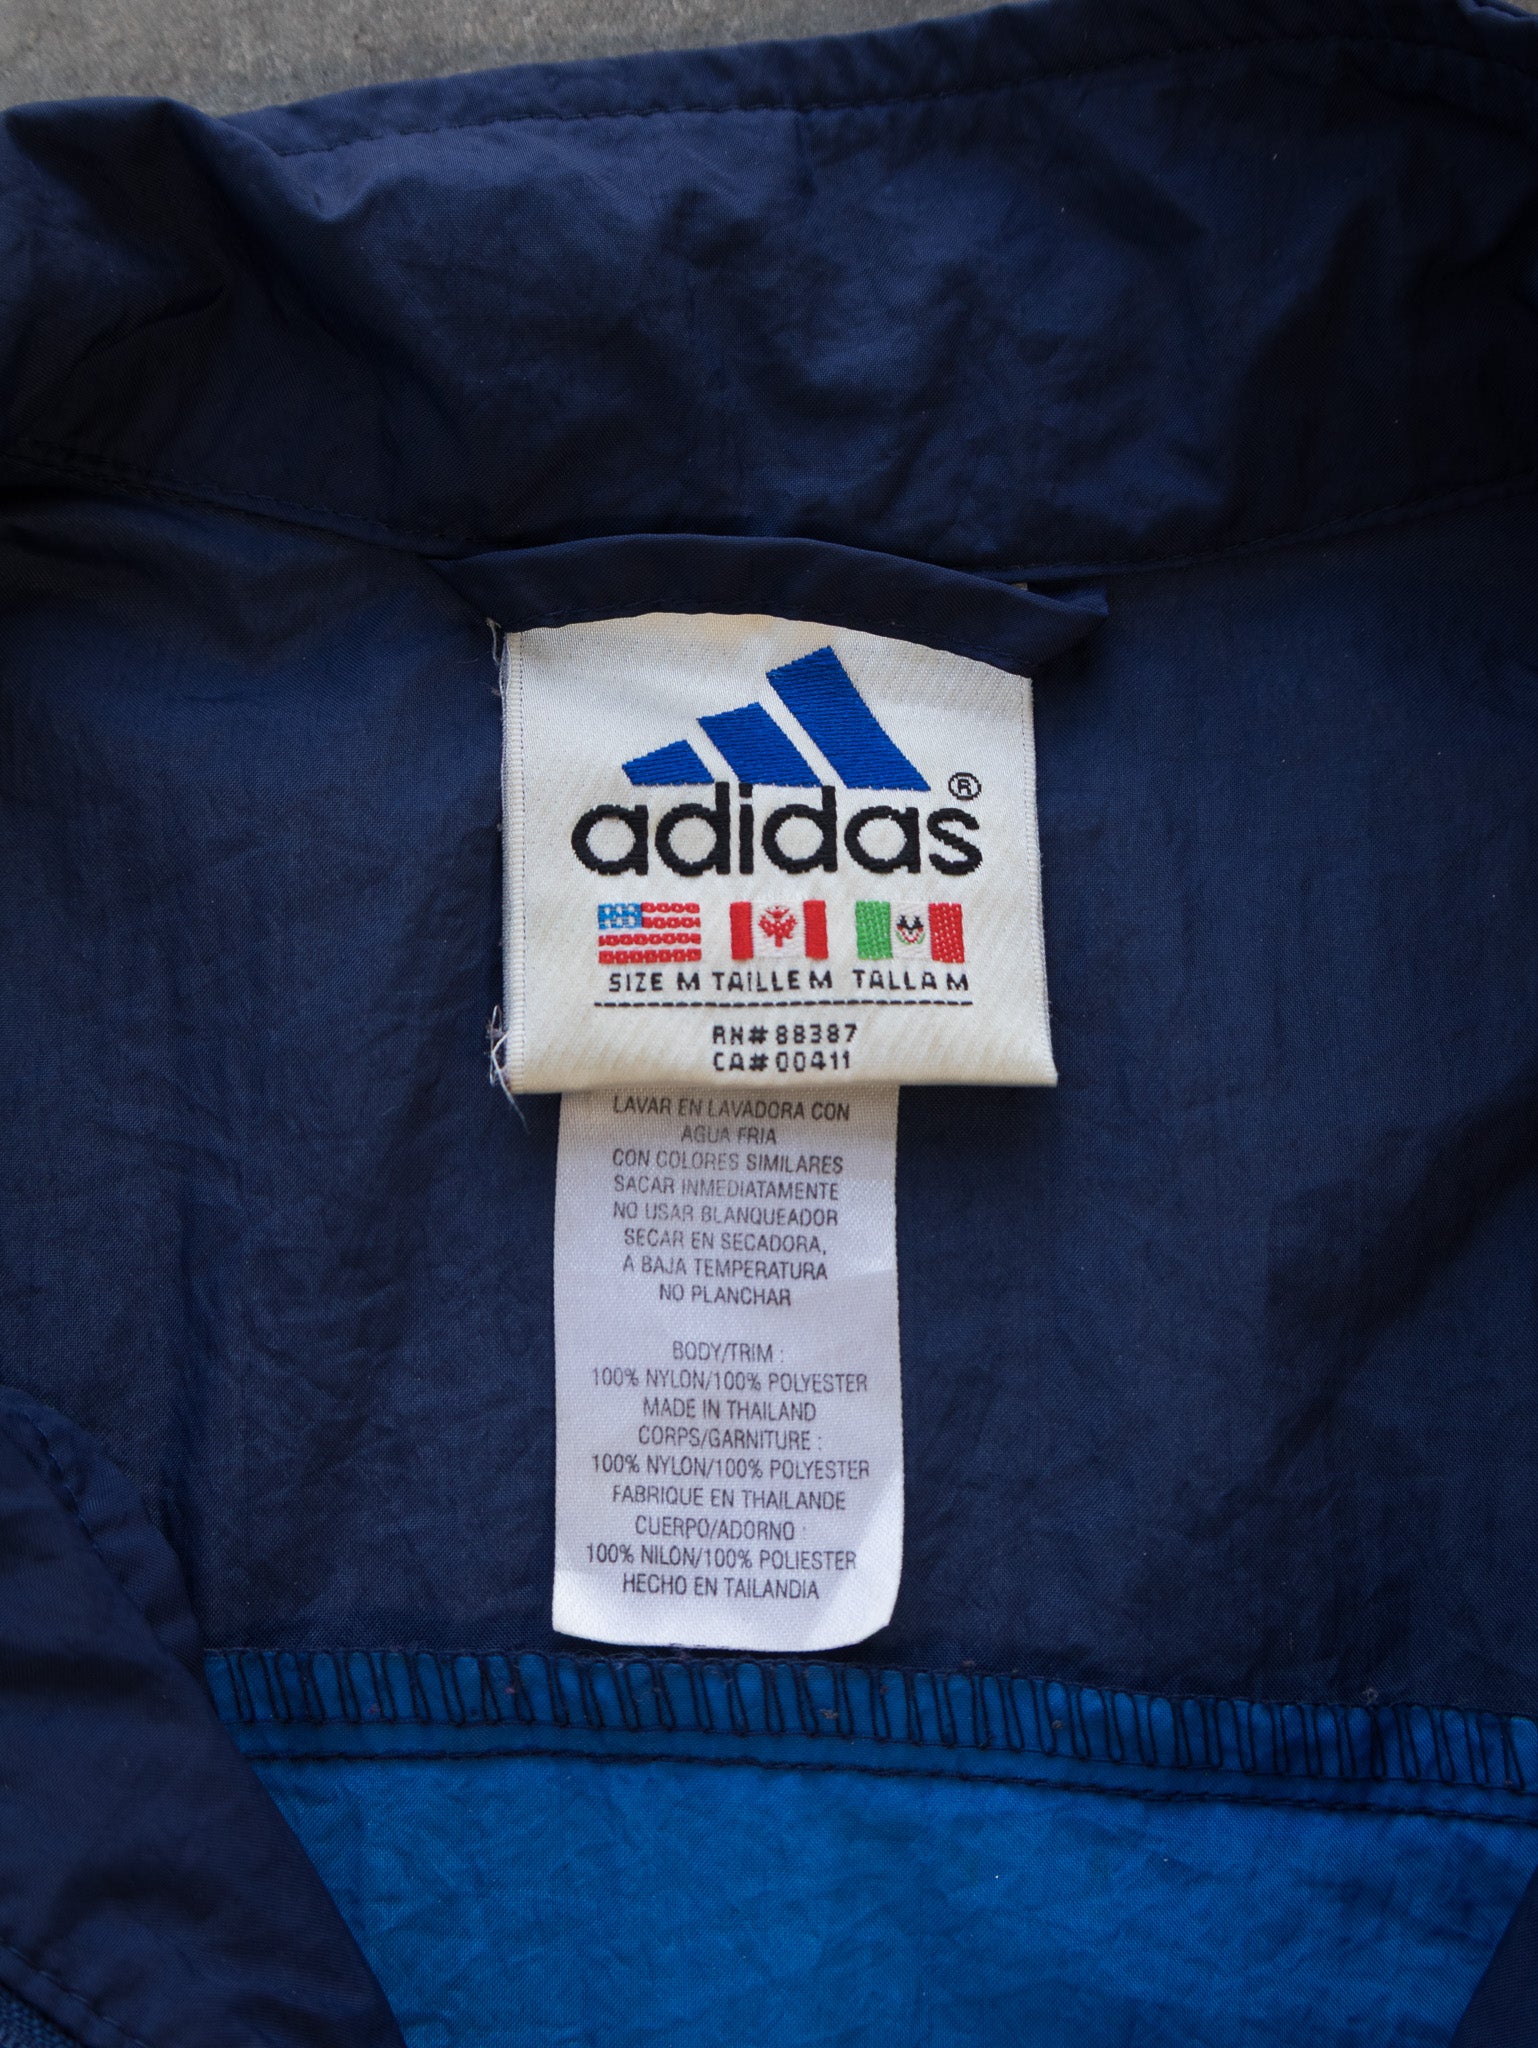 adidas®
SIZE M TAILLE M TALLA M
RN# 88387
CA# 00411
LAVAR EN LAVADORA CON
AGUA FRIA
CON COLORES SIMILARES
SACAR INMEDIATAMENTE
NO USAR BLANQUEADOR
SECAR EN SECADORA,
A BAJA TEMPERATURA
NO PLANCHAR
BODY/TRIM :
100% NYLON/100% POLYESTER
MADE IN THAILAND
CORPS/GARNITURE :
100% NYLON/100% POLYESTER
FABRIQUE EN THAILANDE
CUERPO/ADORNO :
100% NILON/100% POLIESTER
HECHO EN TAILANDIA